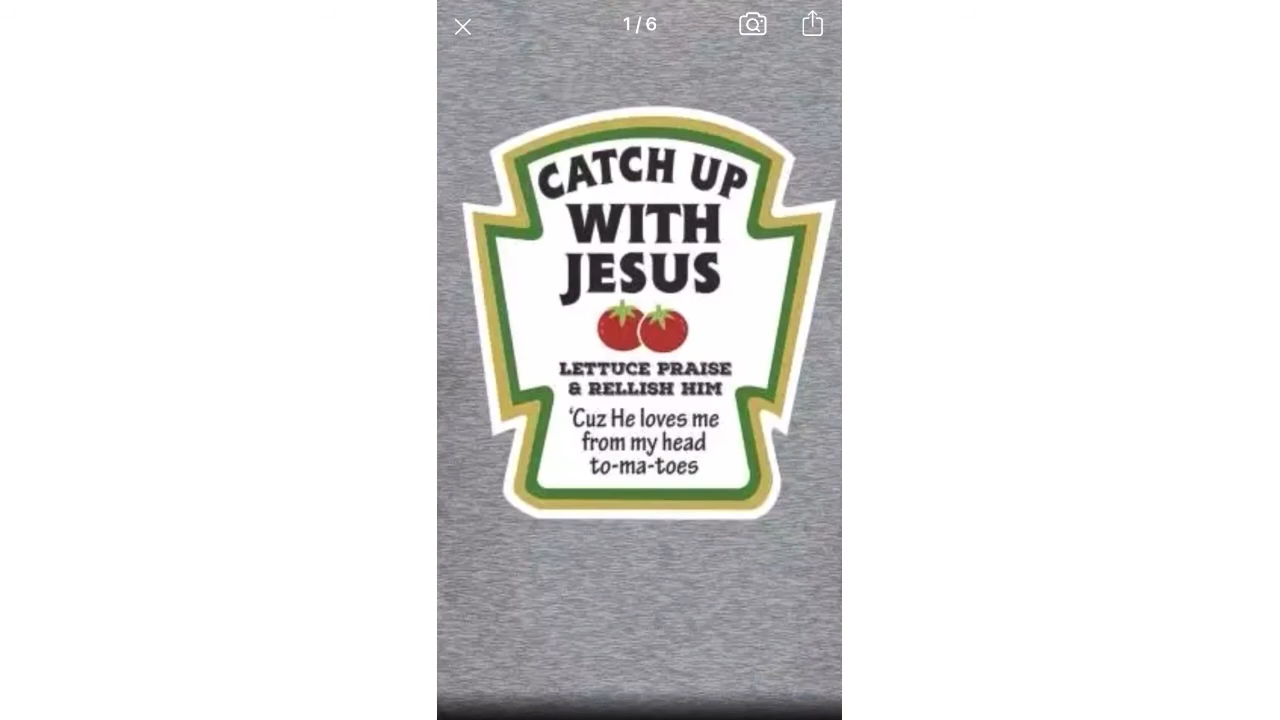 1/6
CATCH UP
WITH
JESUS
LETTUCE PRAISE
& RELLISH HIM
‘Cuz He loves me
from my head
to-ma-toes